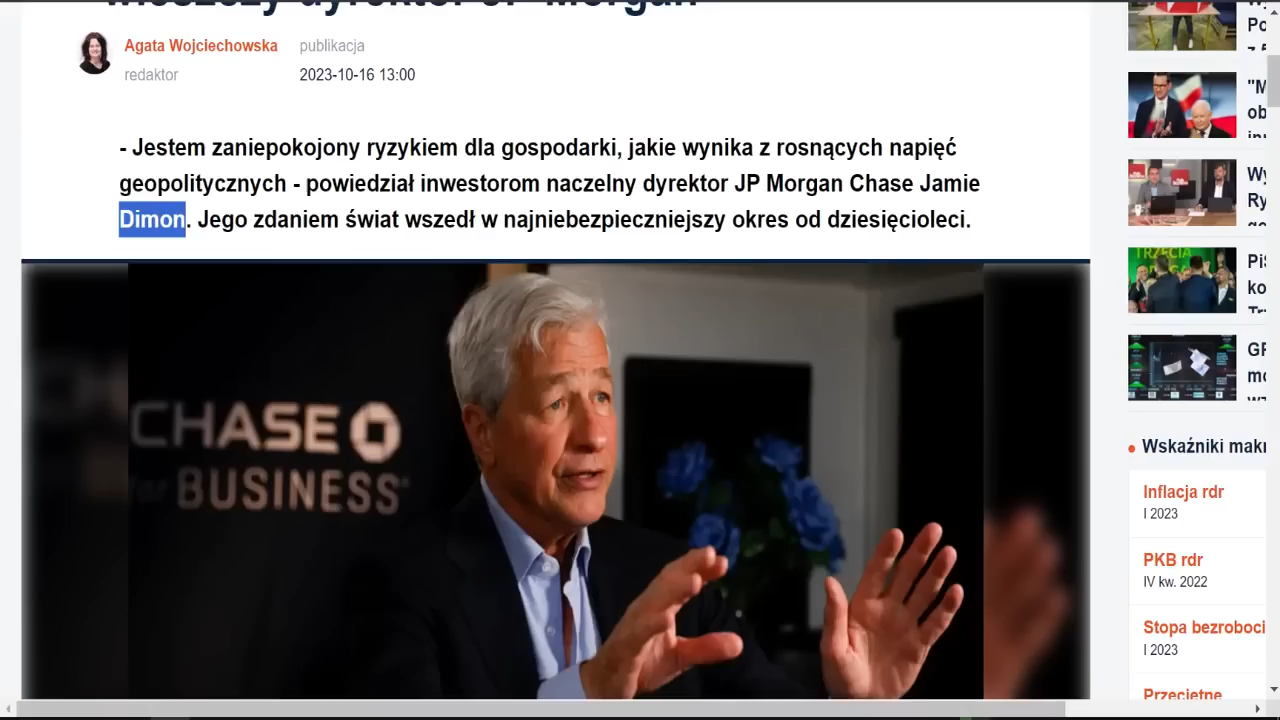 Agata Wojciechowska
publikacja
redaktor
2023-10-16 13:00
- Jestem zaniepokojony ryzykiem dla gospodarki, jakie wynika z rosnących napięć
geopolitycznych - powiedział inwestorom naczelny dyrektor JP Morgan Chase Jamie
Dimon. Jego zdaniem świat wszedł w najniebezpieczniejszy okres od dziesięcioleci.
CHASE
for BUSINESS
TRZECIA
Wskaźniki makr
Inflacja rdr
I 2023
PKB rdr
IV kw. 2022
Stopa bezroboci
I 2023
Przeciętne